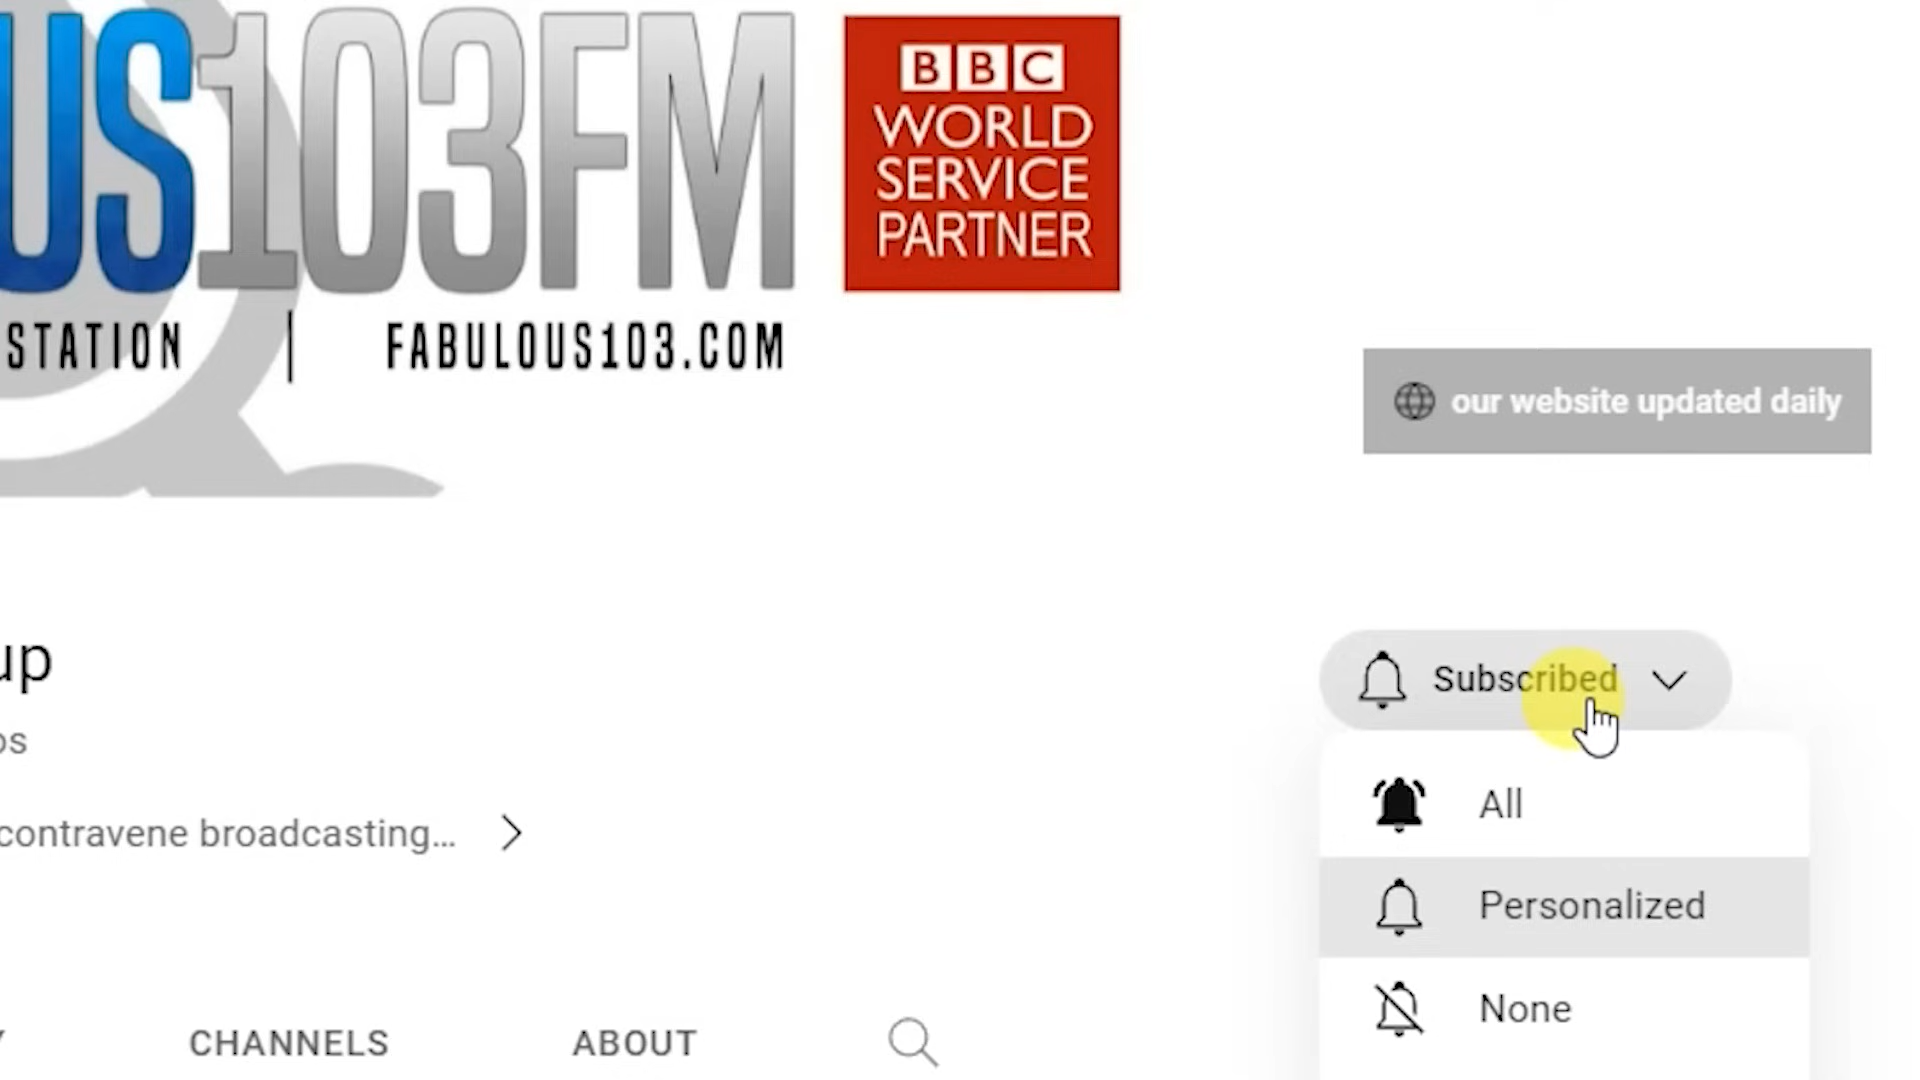 US103FM
BBC
WORLD
SERVICE
PARTNER
STATION | FABULOUS103.COM
our website updated daily
up
Subscribed
os
All
contravene broadcasting...
Personalized
None
CHANNELS
ABOUT